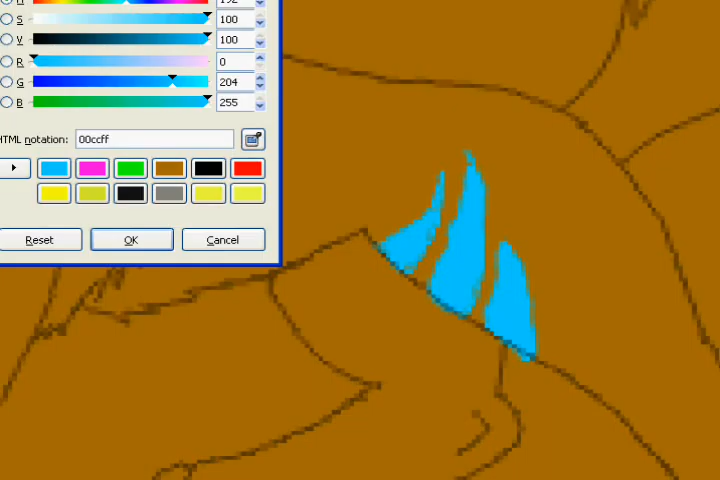 S 100
V 100
R 0
G 204
B 255
HTML notation: 00ccff
Reset OK Cancel